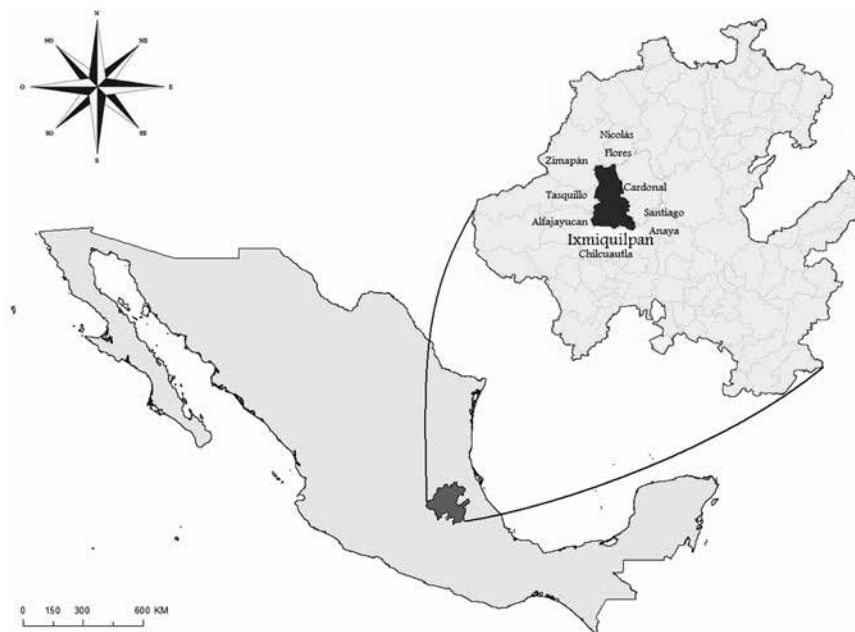 N
NO
NE
O
E
SO
SE
S
Nicolás
Flores
Zimapán
Cardonal
Tasquillo
Santiago
Alfajayucan
Anaya
Ixmiquilpan
Chilcuautla
0 150 300 600 KM